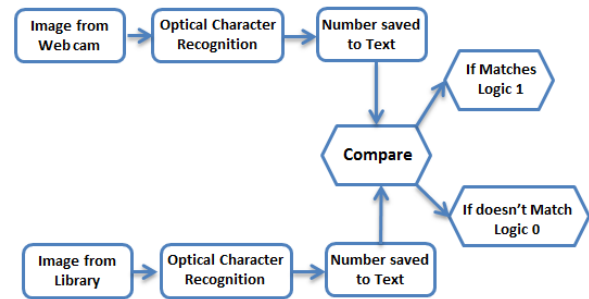 Image from
Web cam
Optical Character
Recognition
Number saved
to Text
If Matches
Logic 1
Compare
If doesn't Match
Logic 0
Image from
Library
Optical Character
Recognition
Number saved
to Text